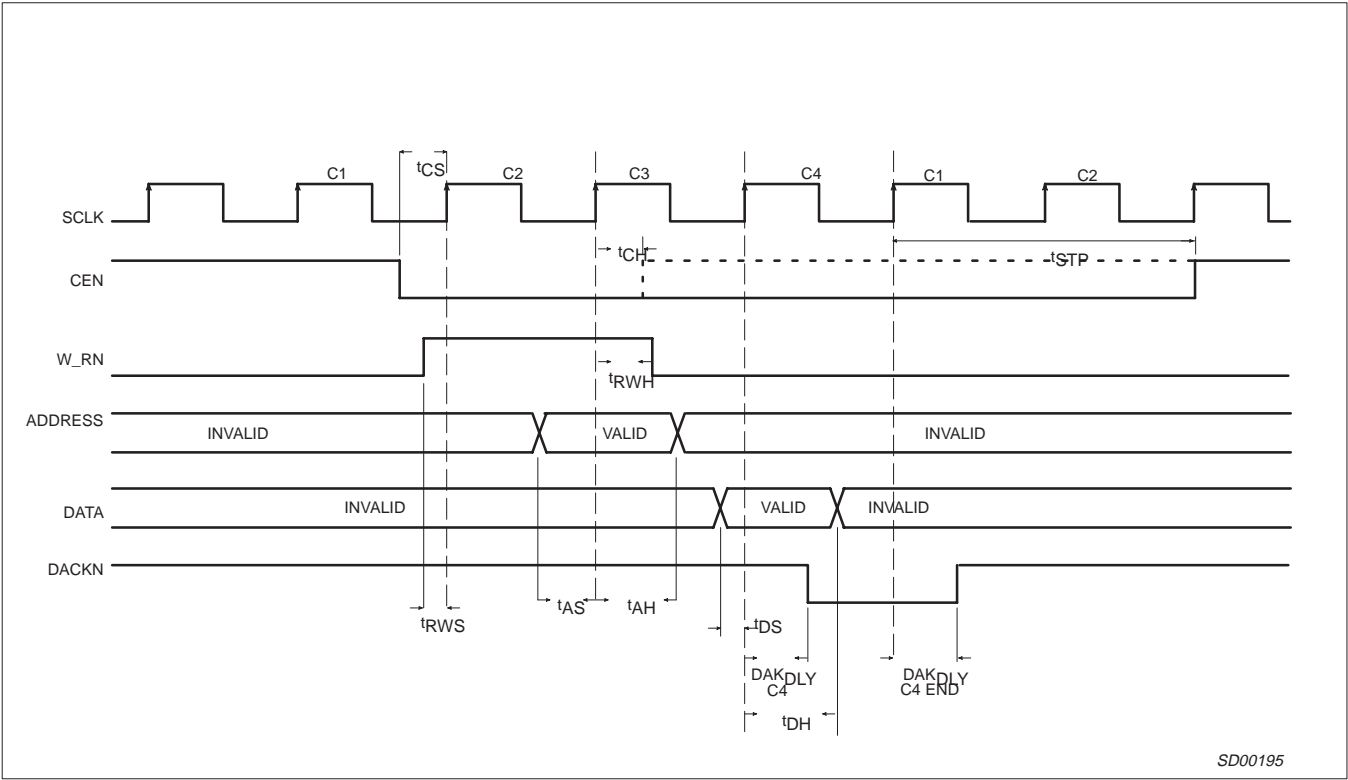 tCS
C1 C2 C3 C4 C1 C2
SCLK
tCH
tSTP
CEN
W_RN
tRWH
ADDRESS
INVALID VALID INVALID
DATA
INVALID VALID INVALID
DACKN
tAS tAH
tRWS tDS
DAKDLY DAKDLY
C4 C4 END
tDH
SD00195